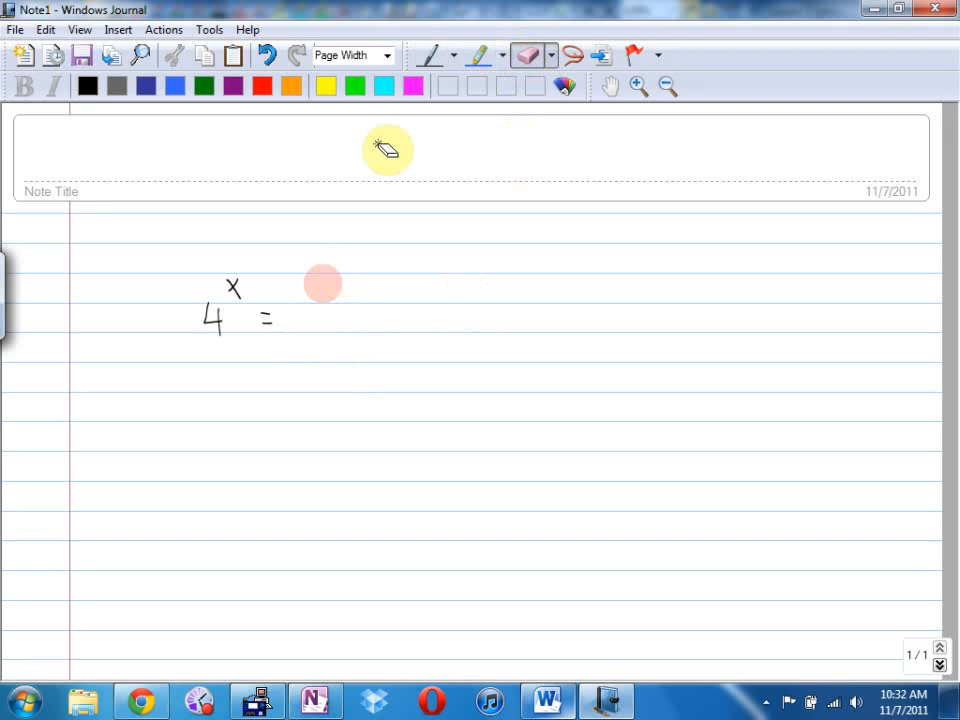 Note1 - Windows Journal
File Edit View Insert Actions Tools Help
Page Width
B I
Note Title 11/7/2011
4ˣ =
1 / 1
N W
10:32 AM
11/7/2011